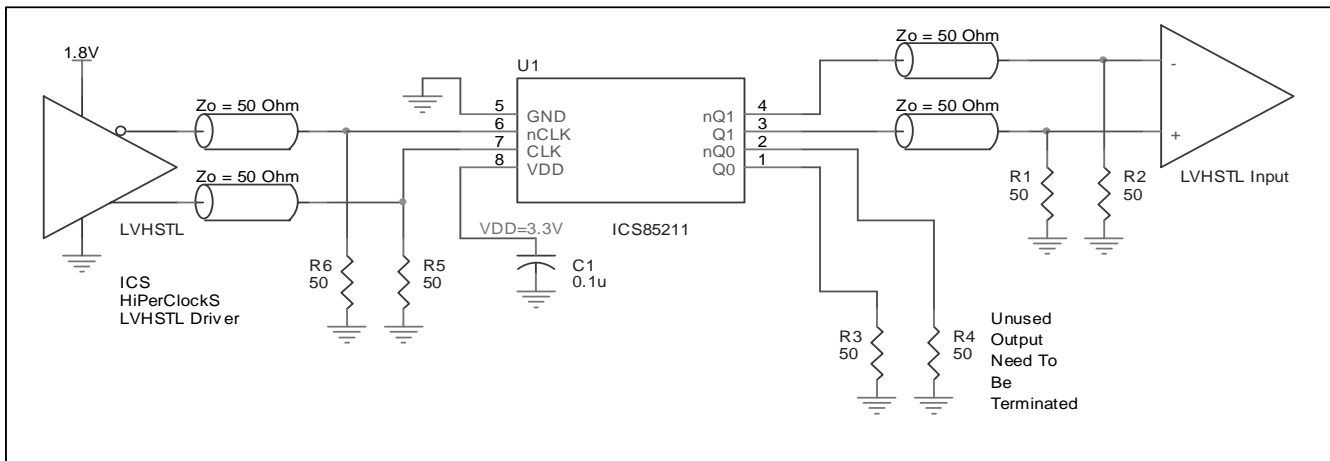 1.8V
Zo = 50 Ohm
Zo = 50 Ohm
LVHSTL
ICS
HiPerClockS
LVHSTL Driver
R6
50
R5
50
U1
5
6
7
8
GND
nCLK
CLK
VDD
nQ1
Q1
nQ0
Q0
4
3
2
1
ICS85211
VDD=3.3V
C1
0.1u
Zo = 50 Ohm
Zo = 50 Ohm
-
+
R1
50
R2
50
LVHSTL Input
R3
50
R4
50
Unused
Output
Need To
Be
Terminated